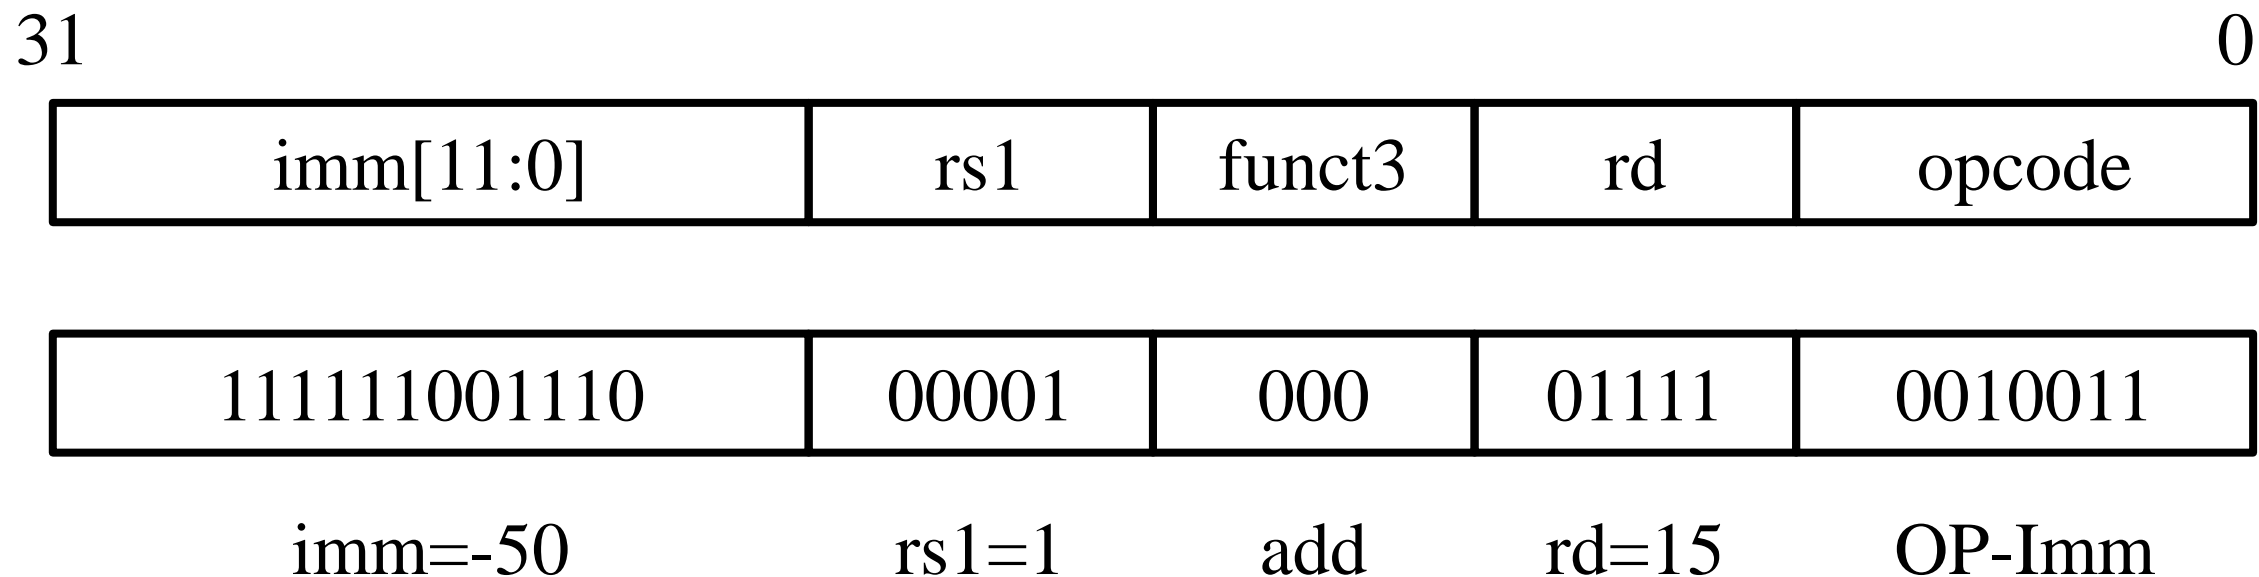 31 0
imm[11:0] rs1 funct3 rd opcode
111111001110 00001 000 01111 0010011
imm=-50 rs1=1 add rd=15 OP-Imm